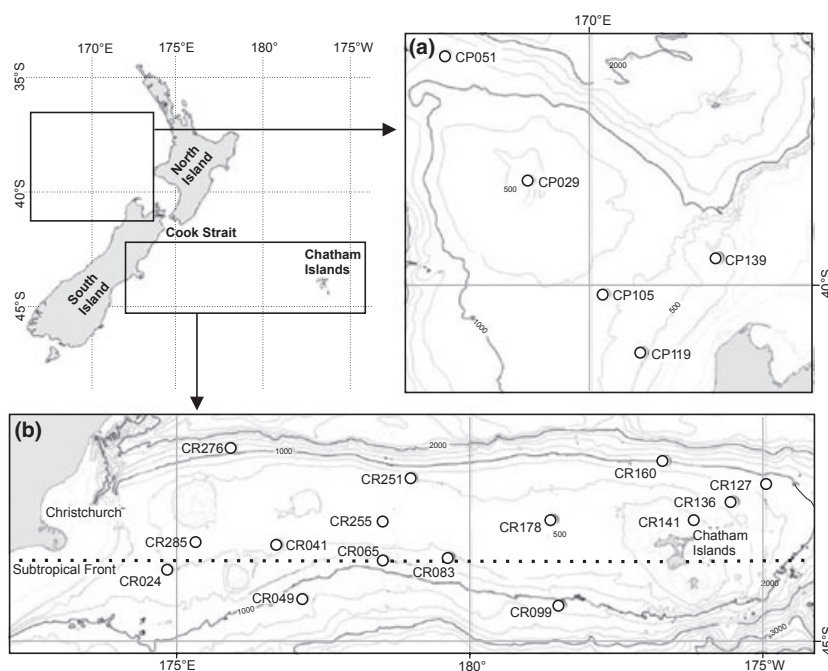 170°E
175°E
180°
175°W
35°S
40°S
45°S
North
Island
Cook Strait
South
Island
Chatham
Islands
(a)
170°E
CP051
2000
CP029
500
CP139
40°S
CP105
500
1000
CP119
(b)
CR276
1000
2000
CR160
CR251
CR127
CR136
Christchurch
CR255
CR178
500
CR141
Chatham
Islands
CR285
CR041
CR065
CR083
Subtropical Front
CR024
2000
CR049
1000
CR099
3000
45°S
175°E
180°
175°W